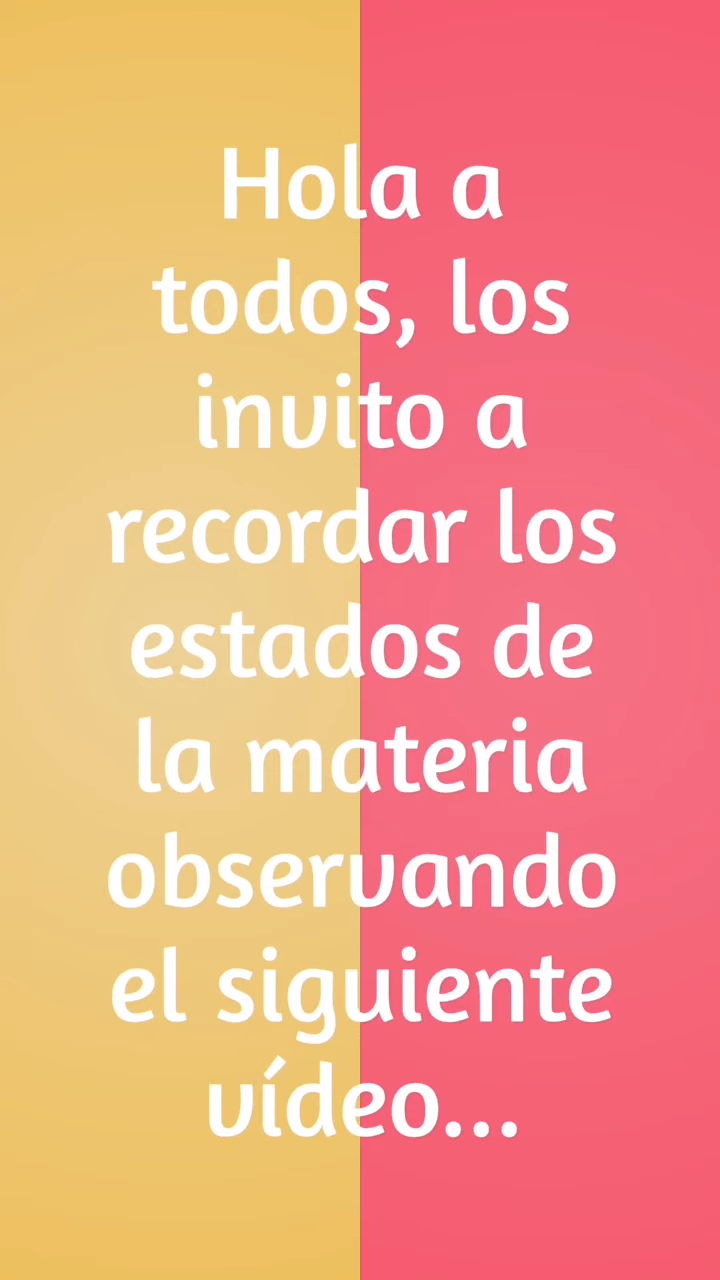 Hola a
todos, los
invito a
recordar los
estados de
la materia
observando
el siguiente
vídeo...